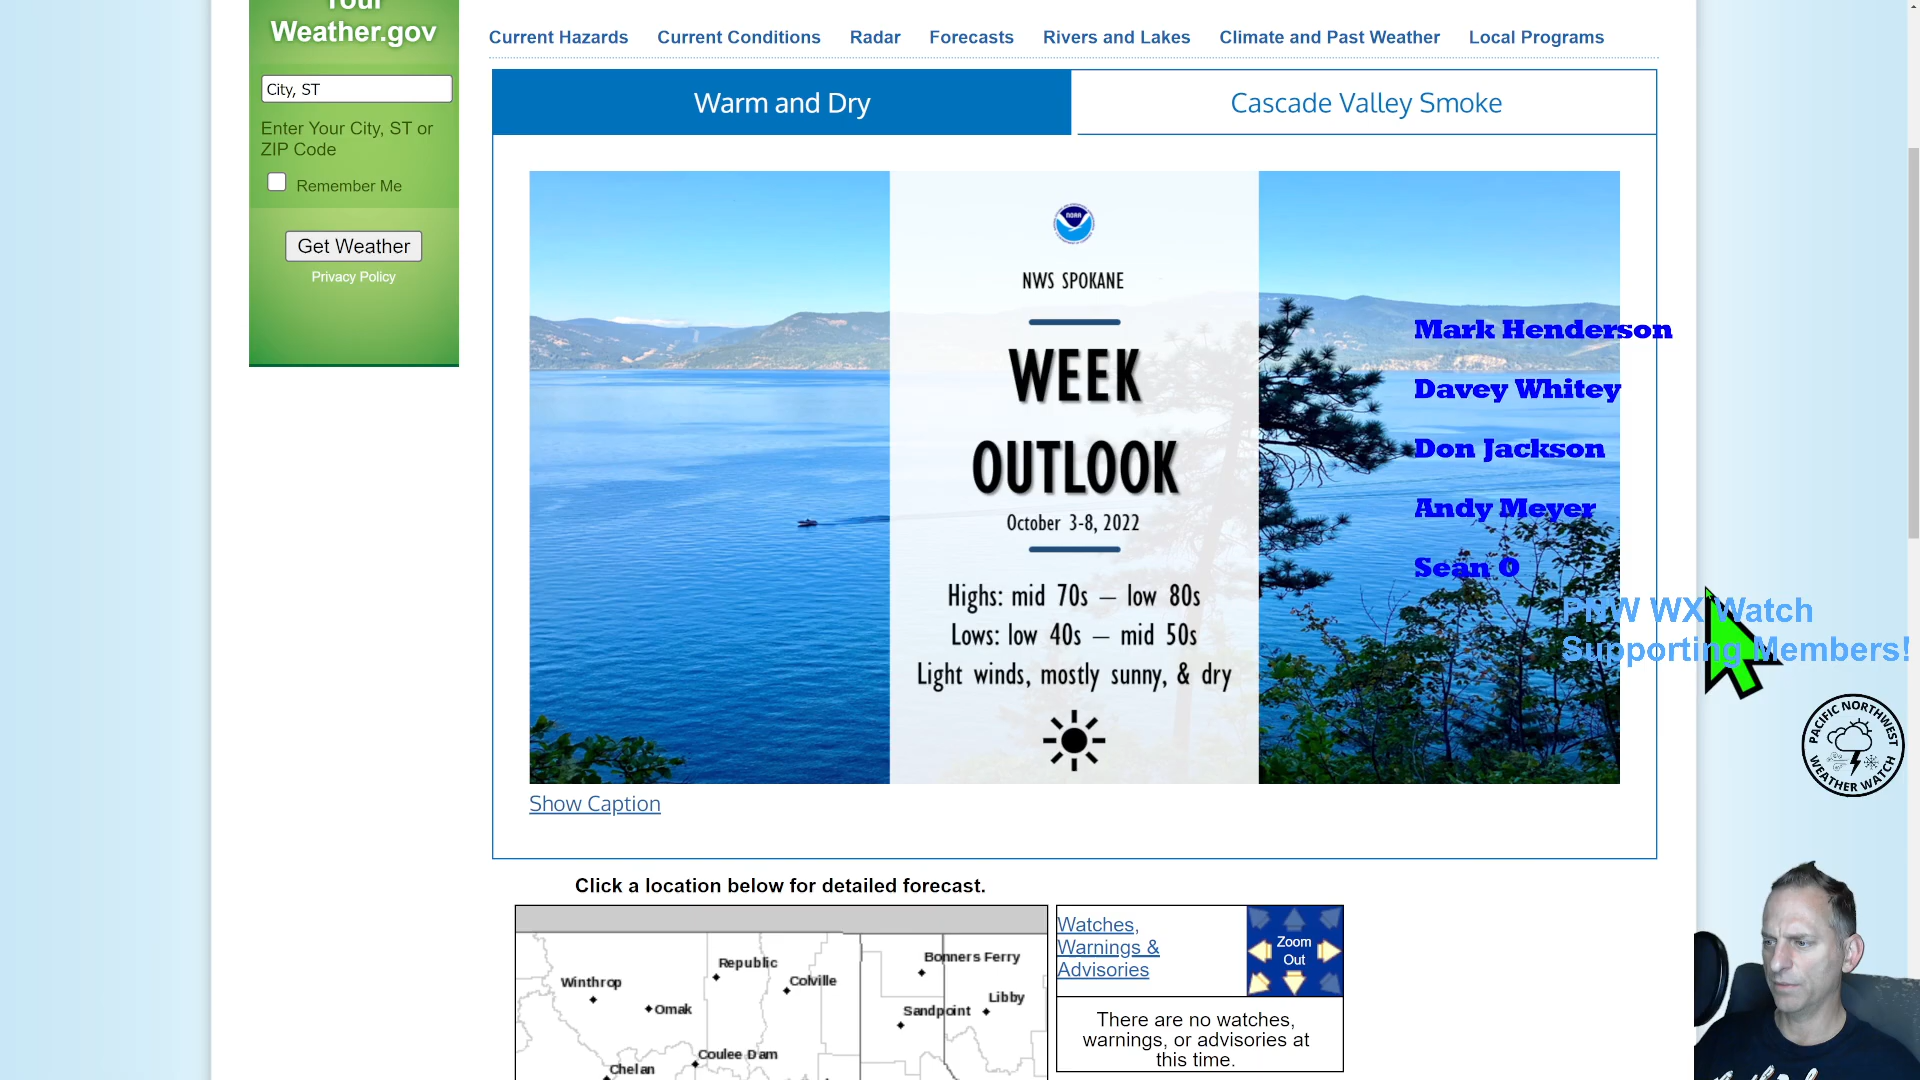 Your
Weather.gov
City, ST
Enter Your City, ST or
ZIP Code
Remember Me
Get Weather
Privacy Policy
Current Hazards
Current Conditions
Radar
Forecasts
Rivers and Lakes
Climate and Past Weather
Local Programs
Warm and Dry
Cascade Valley Smoke
NOAA
NWS SPOKANE
WEEK
OUTLOOK
October 3-8, 2022
Highs: mid 70s — low 80s
Lows: low 40s — mid 50s
Light winds, mostly sunny, & dry
Mark Henderson
Davey Whitey
Don Jackson
Andy Meyer
Sean O
PNW WX Watch
Supporting Members!
PACIFIC NORTHWEST
WEATHER WATCH
Show Caption
Click a location below for detailed forecast.
Winthrop
Republic
Colville
Bonners Ferry
Omak
Sandpoint
Libby
Coulee Dam
Chelan
Watches,
Warnings &
Advisories
Zoom
Out
There are no watches,
warnings, or advisories at
this time.